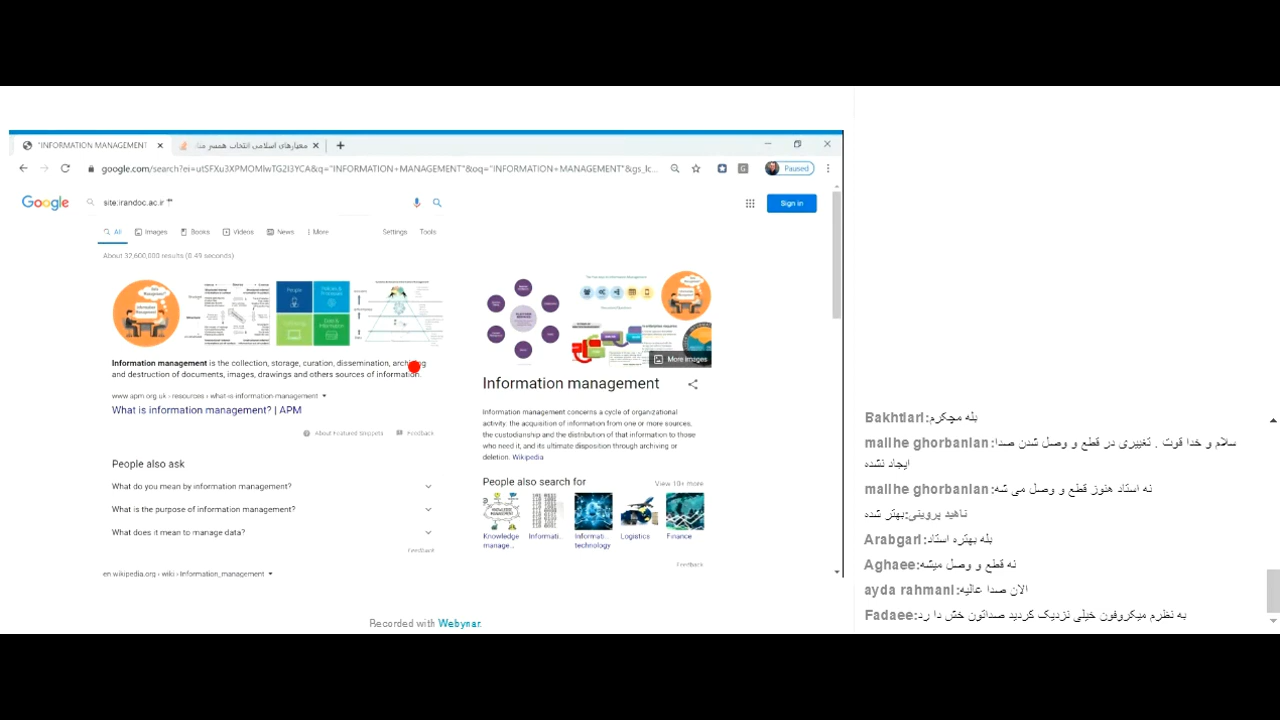 "INFORMATION MANAGEMENT
معیارهای اسلامی انتخاب همسر منا
google.com/search?ei=utSFXu3XPMOMlwTG2I3YCA&q="INFORMATION+MANAGEMENT"&oq="INFORMATION+MANAGEMENT"&gs_lc...
Paused
Google
site:irandoc.ac.ir ""
Sign in
All Images Books Videos News More Settings Tools
About 32,600,000 results (0.49 seconds)
More images
Information management is the collection, storage, curation, dissemination, archiving
and destruction of documents, images, drawings and others sources of information.
www.apm.org.uk › resources › what-is-information-management
What is information management? | APM
About Featured Snippets Feedback
People also ask
What do you mean by information management?
What is the purpose of information management?
What does it mean to manage data?
Feedback
en.wikipedia.org › wiki › Information_management
Information management
Information management concerns a cycle of organizational
activity: the acquisition of information from one or more sources,
the custodianship and the distribution of that information to those
who need it, and its ultimate disposition through archiving or
deletion. Wikipedia
People also search for
View 10+ more
Knowledge manage...
Informati...
Informati... technology
Logistics
Finance
Feedback
Recorded with Webynar.
Bakhtiari: بله مچکرم
malihe ghorbanian: سلام و خدا قوت . تغییری در قطع و وصل شدن صدا
ایجاد نشده
malihe ghorbanian: نه استاد هنوز قطع و وصل می شه
ناهید پروینی: بهتر شده
Arabgari: بله بهتره استاد
Aghaee: نه قطع و وصل میشه
ayda rahmani: الان صدا عالیه
Fadaee: به نظرم میکروفون خیلی نزدیک کردید صداتون خش دا رد